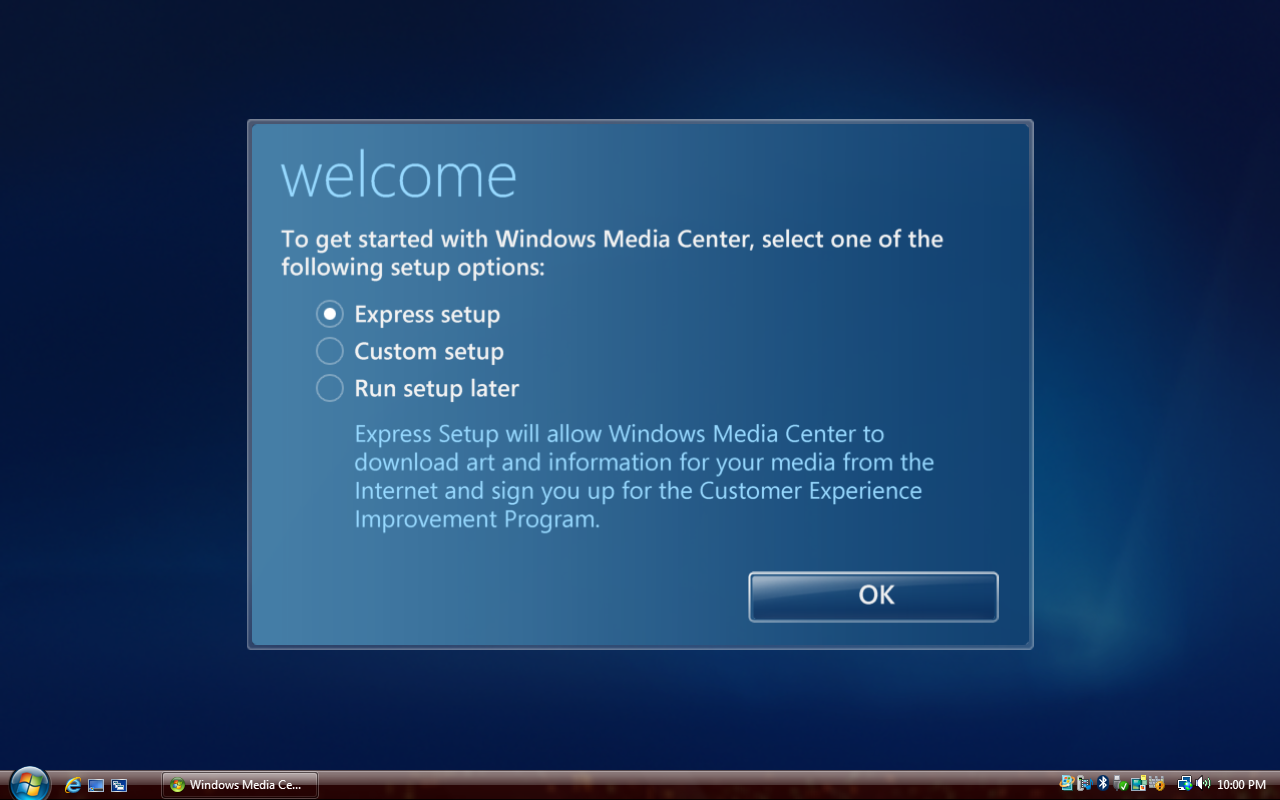 welcome
To get started with Windows Media Center, select one of the
following setup options:
Express setup
Custom setup
Run setup later
Express Setup will allow Windows Media Center to
download art and information for your media from the
Internet and sign you up for the Customer Experience
Improvement Program.
OK
Windows Media Ce...
10:00 PM